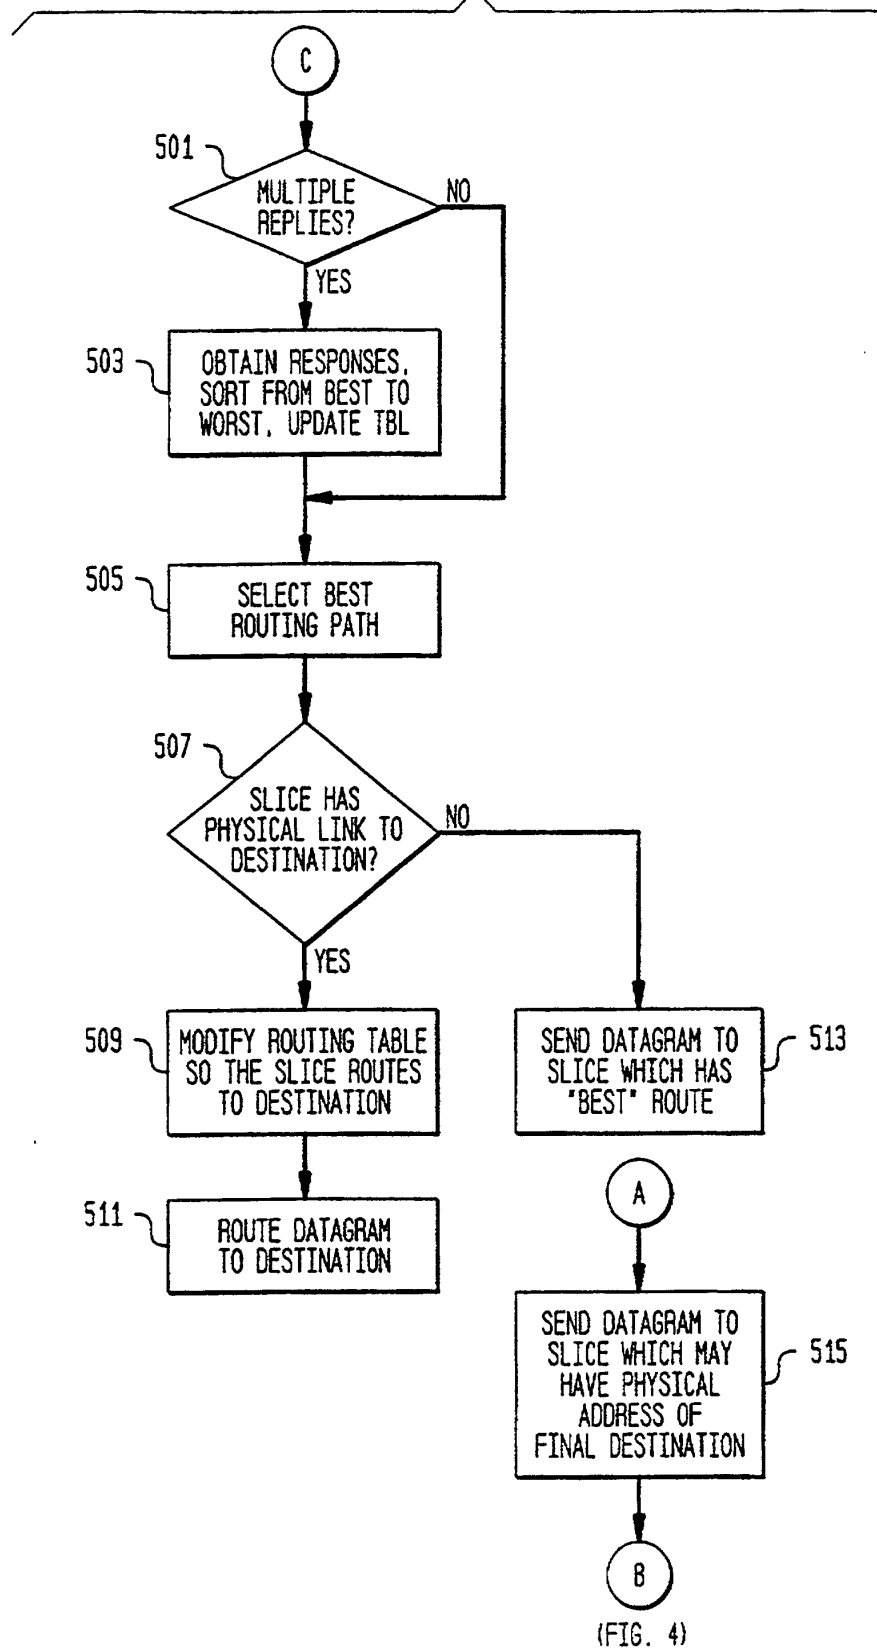 C
501
MULTIPLE
REPLIES?
NO
YES
503
OBTAIN RESPONSES,
SORT FROM BEST TO
WORST, UPDATE TBL
505
SELECT BEST
ROUTING PATH
507
SLICE HAS
PHYSICAL LINK TO
DESTINATION?
NO
YES
509
MODIFY ROUTING TABLE
SO THE SLICE ROUTES
TO DESTINATION
SEND DATAGRAM TO
SLICE WHICH HAS
"BEST" ROUTE
513
511
ROUTE DATAGRAM
TO DESTINATION
A
SEND DATAGRAM TO
SLICE WHICH MAY
HAVE PHYSICAL
ADDRESS OF
FINAL DESTINATION
515
B
(FIG. 4)